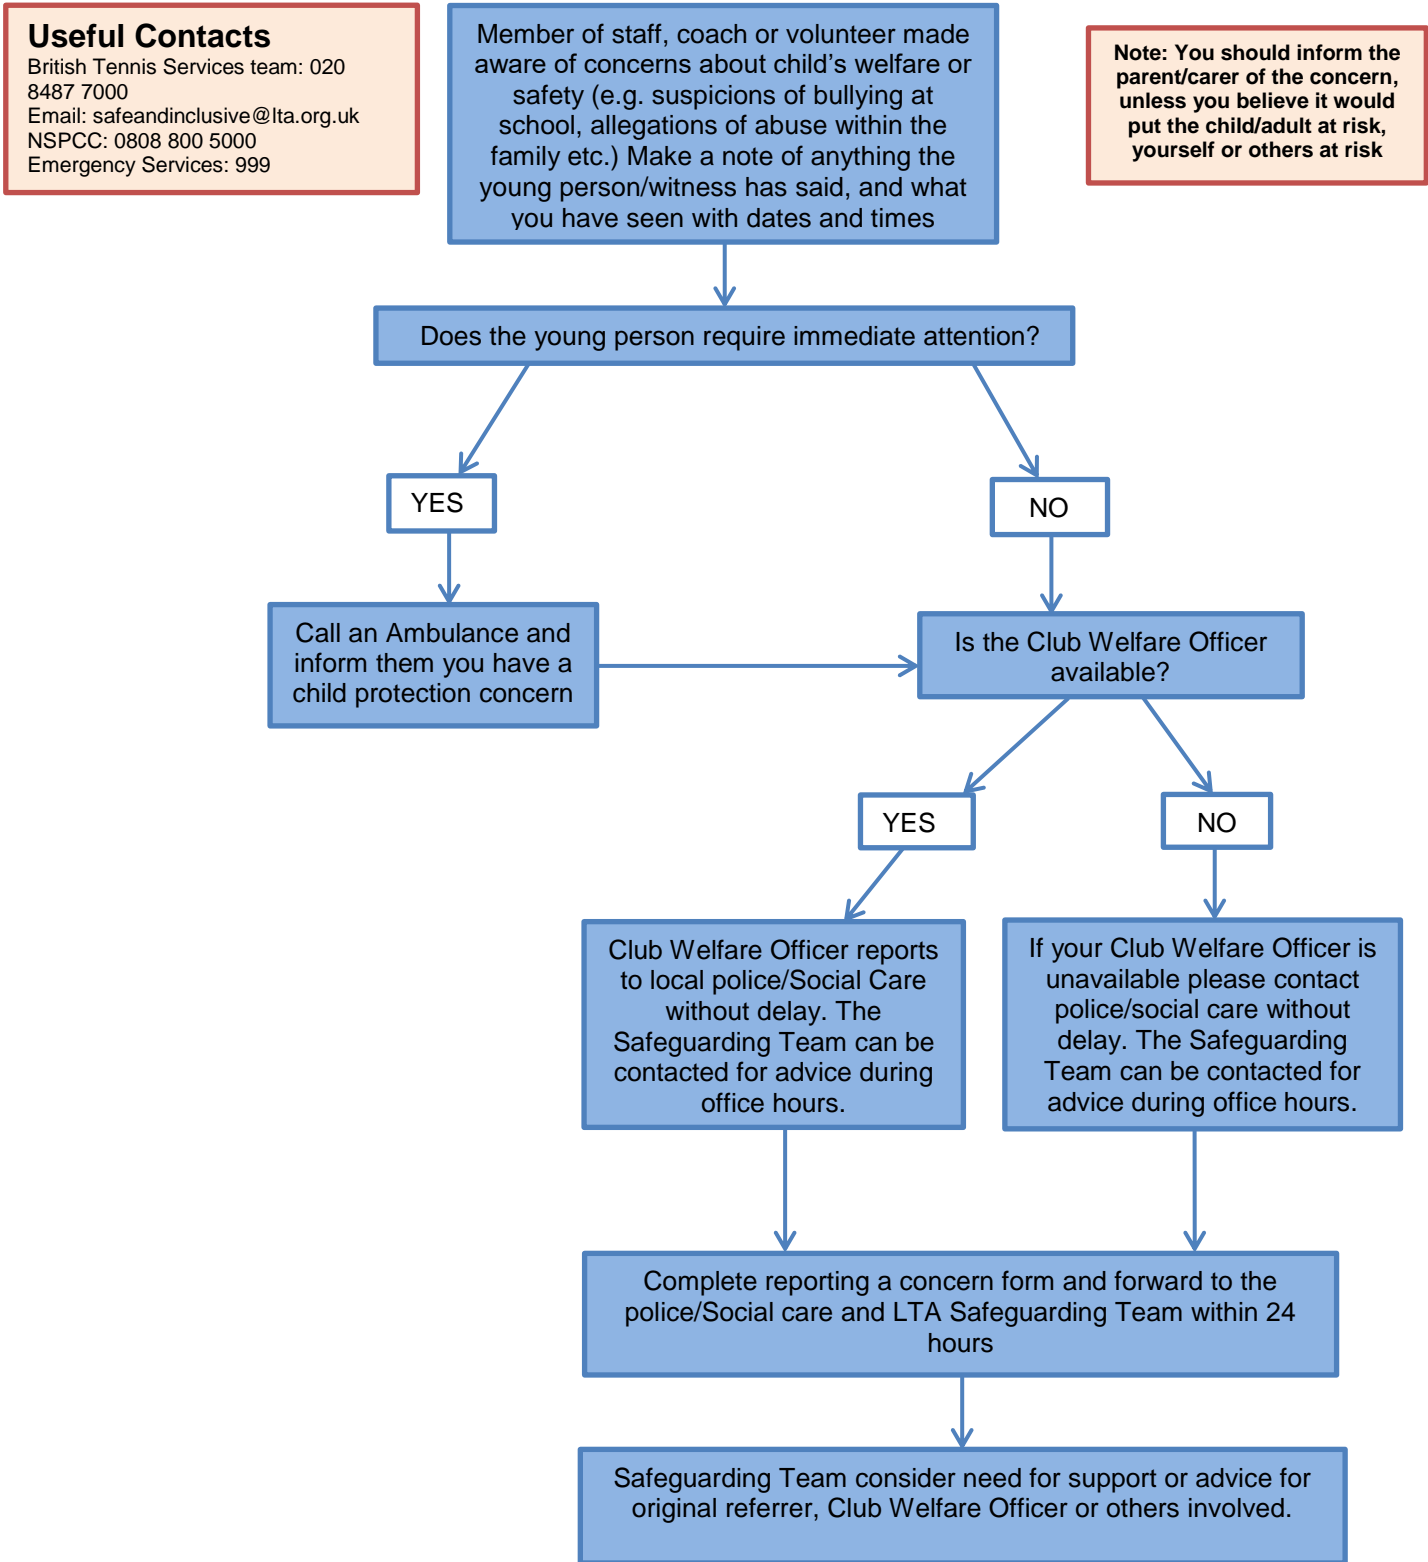 Useful Contacts
British Tennis Services team: 020
8487 7000
Email: safeandinclusive@lta.org.uk
NSPCC: 0808 800 5000
Emergency Services: 999
Member of staff, coach or volunteer made
aware of concerns about child’s welfare or
safety (e.g. suspicions of bullying at
school, allegations of abuse within the
family etc.) Make a note of anything the
young person/witness has said, and what
you have seen with dates and times
Note: You should inform the
parent/carer of the concern,
unless you believe it would
put the child/adult at risk,
yourself or others at risk
Does the young person require immediate attention?
YES
NO
Call an Ambulance and
inform them you have a
child protection concern
Is the Club Welfare Officer
available?
YES
NO
Club Welfare Officer reports
to local police/Social Care
without delay. The
Safeguarding Team can be
contacted for advice during
office hours.
If your Club Welfare Officer is
unavailable please contact
police/social care without
delay. The Safeguarding
Team can be contacted for
advice during office hours.
Complete reporting a concern form and forward to the
police/Social care and LTA Safeguarding Team within 24
hours
Safeguarding Team consider need for support or advice for
original referrer, Club Welfare Officer or others involved.